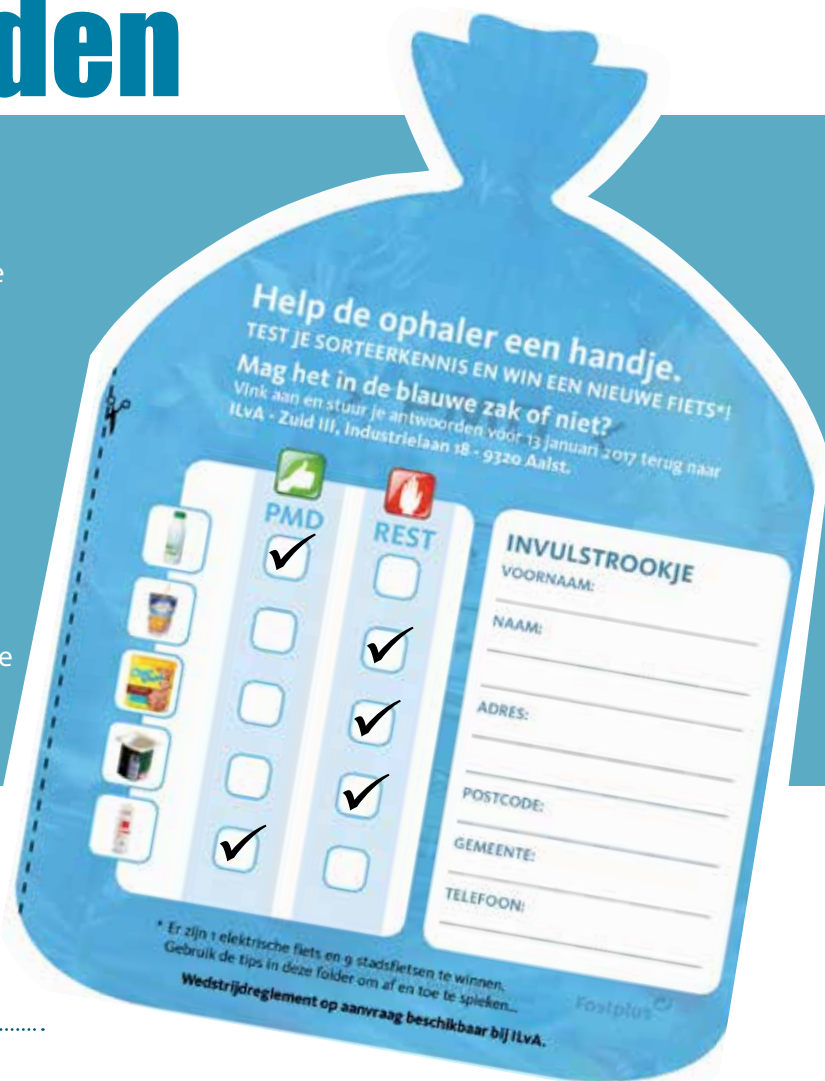 den
e
Help de ophaler een handje.
TEST JE SORTEERKENNIS EN WIN EEN NIEUWE FIETS*!
Mag het in de blauwe zak of niet?
Vink aan en stuur je antwoorden vóór 13 januari 2017 terug naar
ILvA - Zuid III, Industrielaan 18 - 9320 Aalst.
PMD
REST
INVULSTROOKJE
VOORNAAM:
NAAM:
e
ADRES:
POSTCODE:
GEMEENTE:
TELEFOON:
* Er zijn 1 elektrische fiets en 9 stadsfietsen te winnen.
Gebruik de tips in deze folder om af en toe te spieken...
Wedstrijdreglement op aanvraag beschikbaar bij ILvA.
Fostplus